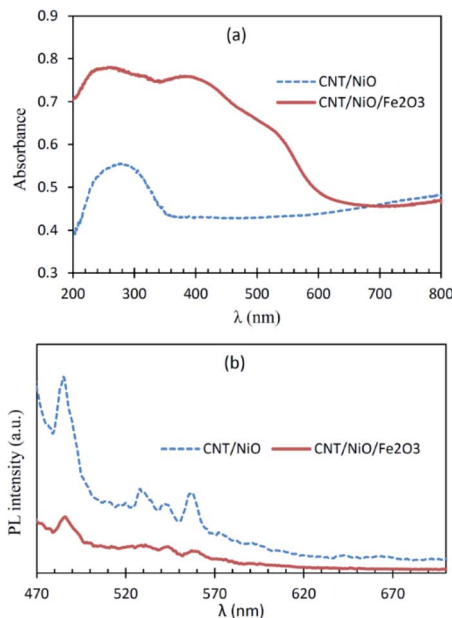 (a)
0.9
0.8
0.7
0.6
0.5
0.4
0.3
Absorbance
CNT/NiO
CNT/NiO/Fe2O3
200 300 400 500 600 700 800
λ (nm)
(b)
PL intensity (a.u.)
CNT/NiO CNT/NiO/Fe2O3
470 520 570 620 670
λ (nm)